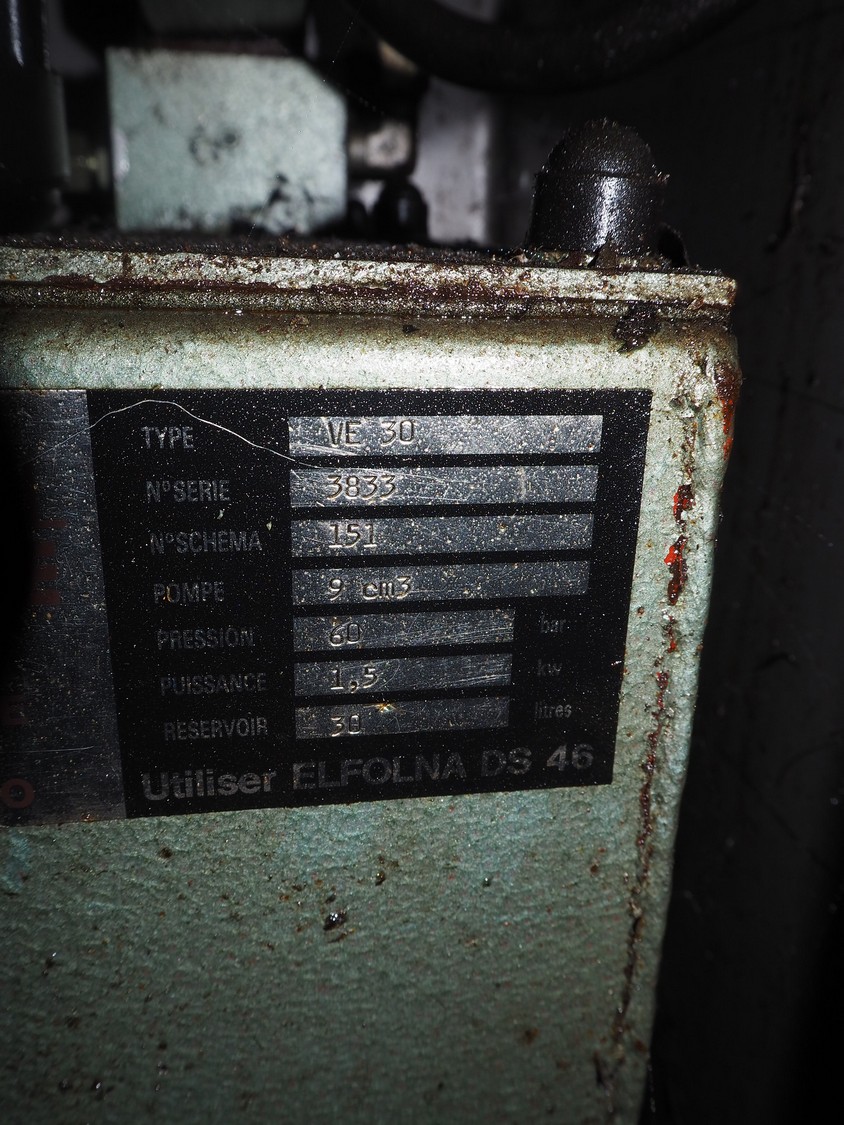 TYPE VE 30
N°SERIE 3833
N°SCHEMA 151
POMPE 9 cm3
PRESSION 60 bar
PUISSANCE 1,5 kw
RESERVOIR 30 litres
Utiliser ELFOLNA DS 46